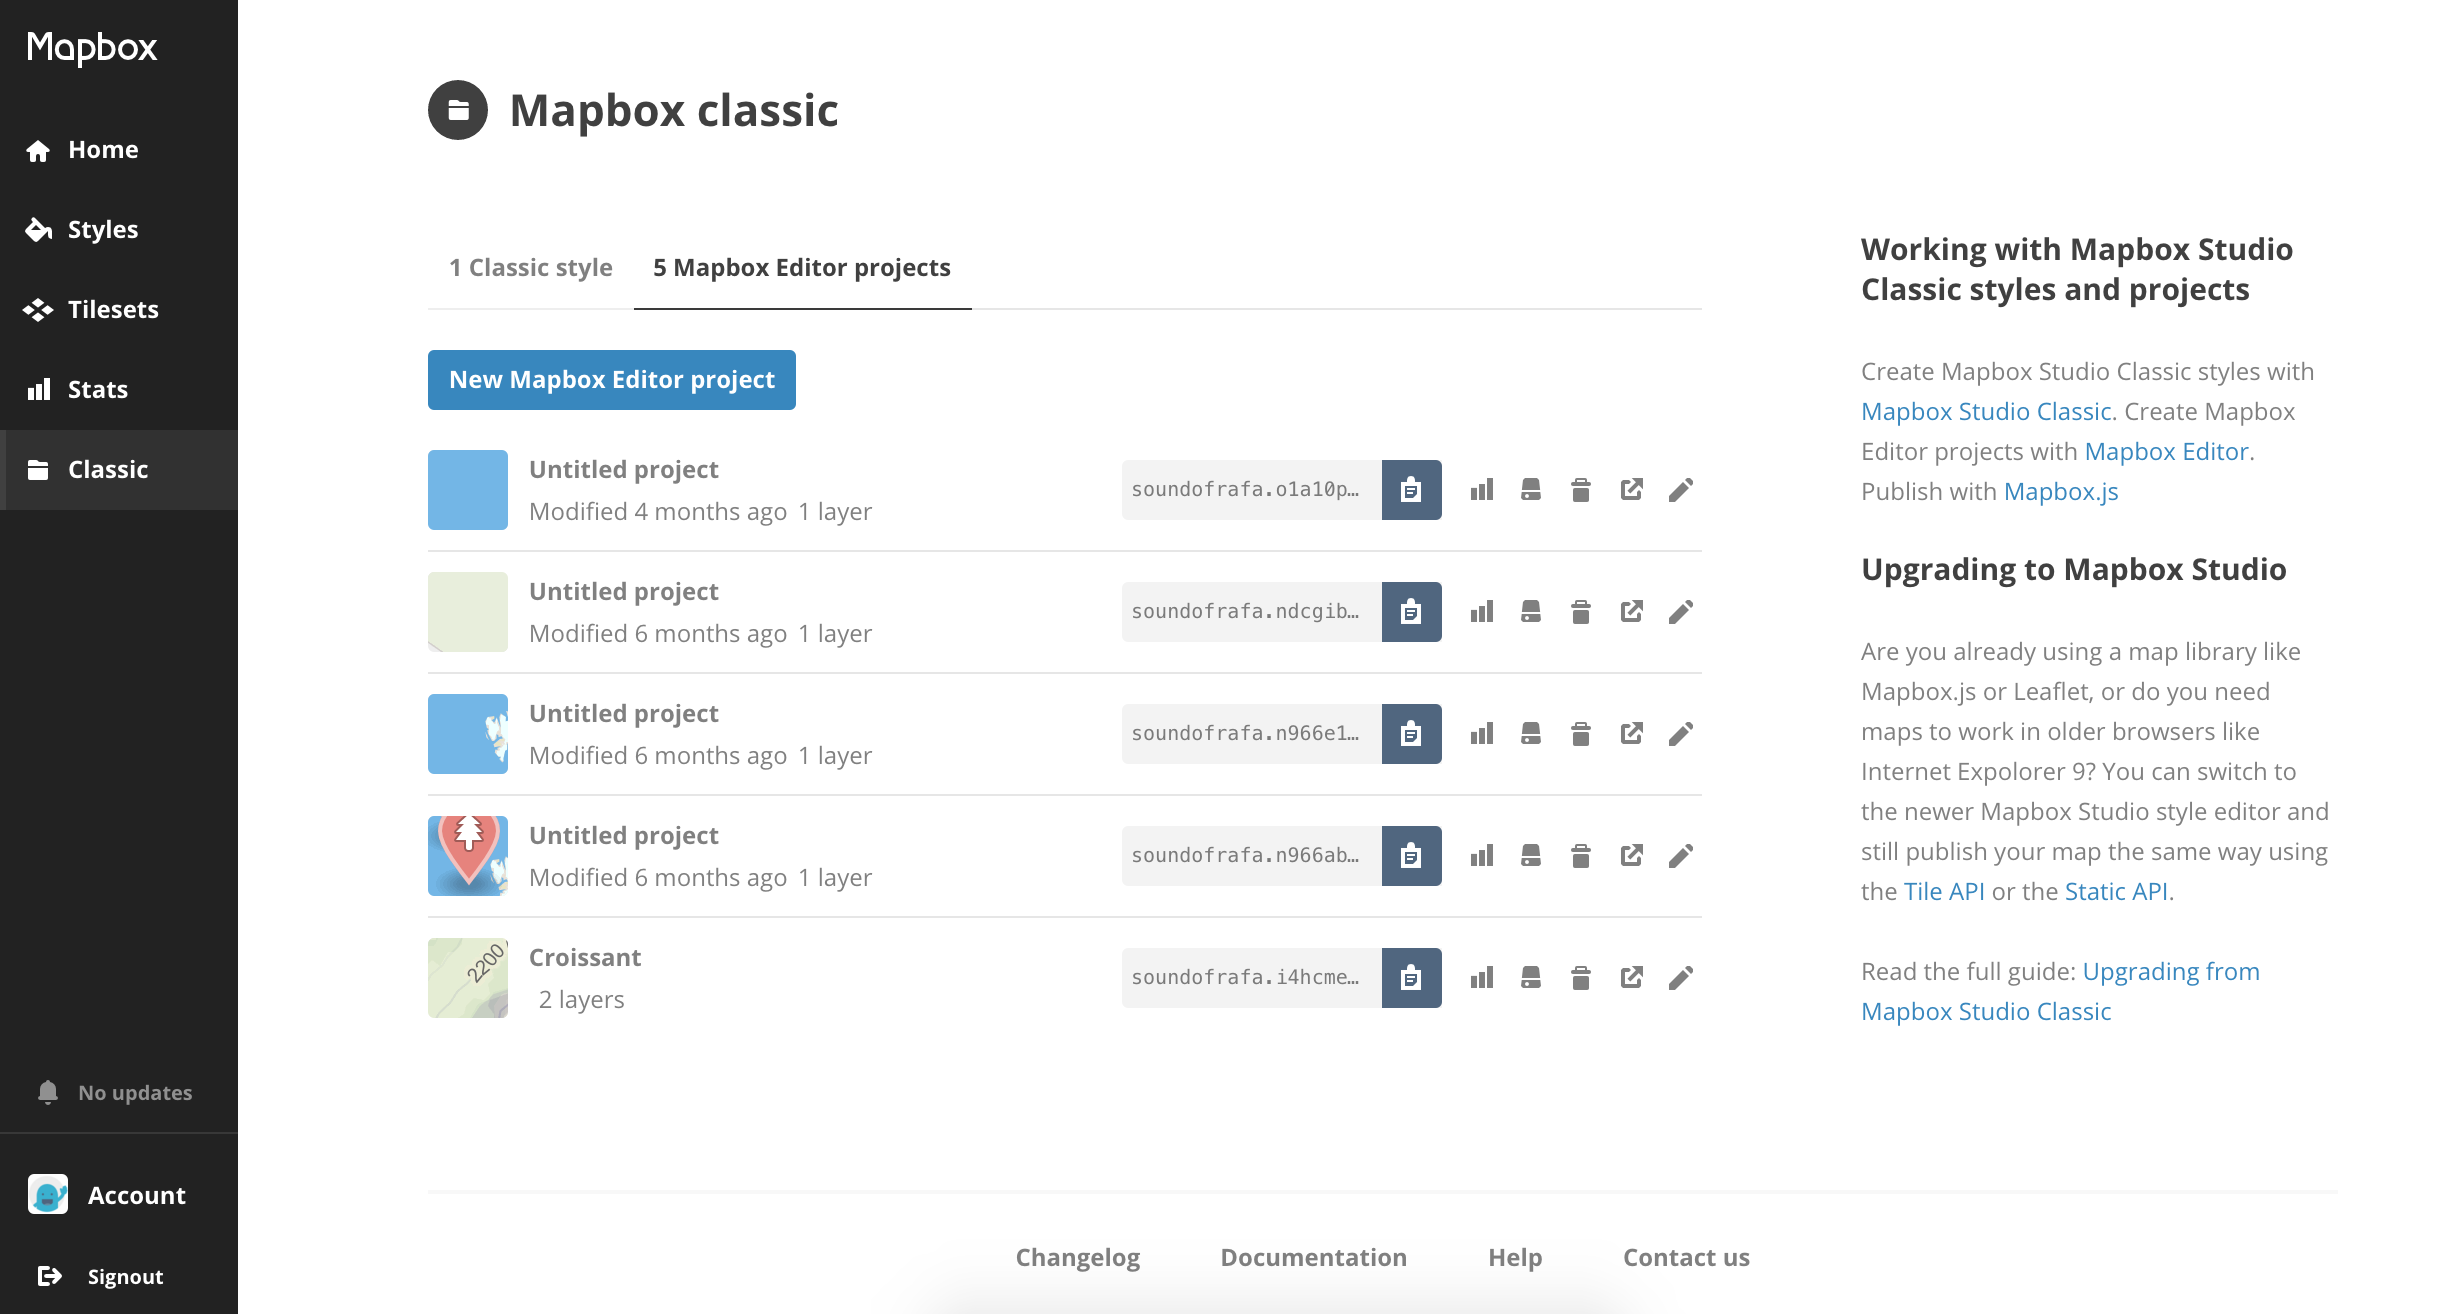 Mapbox
Home
Styles
Tilesets
Stats
Classic
No updates
Account
Signout
Mapbox classic
1 Classic style
5 Mapbox Editor projects
New Mapbox Editor project
Untitled project
Modified 4 months ago 1 layer
soundofrafa.o1a10p…
Untitled project
Modified 6 months ago 1 layer
soundofrafa.ndcgib…
Untitled project
Modified 6 months ago 1 layer
soundofrafa.n966e1…
Untitled project
Modified 6 months ago 1 layer
soundofrafa.n966ab…
2200
Croissant
2 layers
soundofrafa.i4hcme…
Working with Mapbox Studio
Classic styles and projects
Create Mapbox Studio Classic styles with
Mapbox Studio Classic. Create Mapbox
Editor projects with Mapbox Editor.
Publish with Mapbox.js
Upgrading to Mapbox Studio
Are you already using a map library like
Mapbox.js or Leaflet, or do you need
maps to work in older browsers like
Internet Expolorer 9? You can switch to
the newer Mapbox Studio style editor and
still publish your map the same way using
the Tile API or the Static API.
Read the full guide: Upgrading from
Mapbox Studio Classic
Changelog
Documentation
Help
Contact us